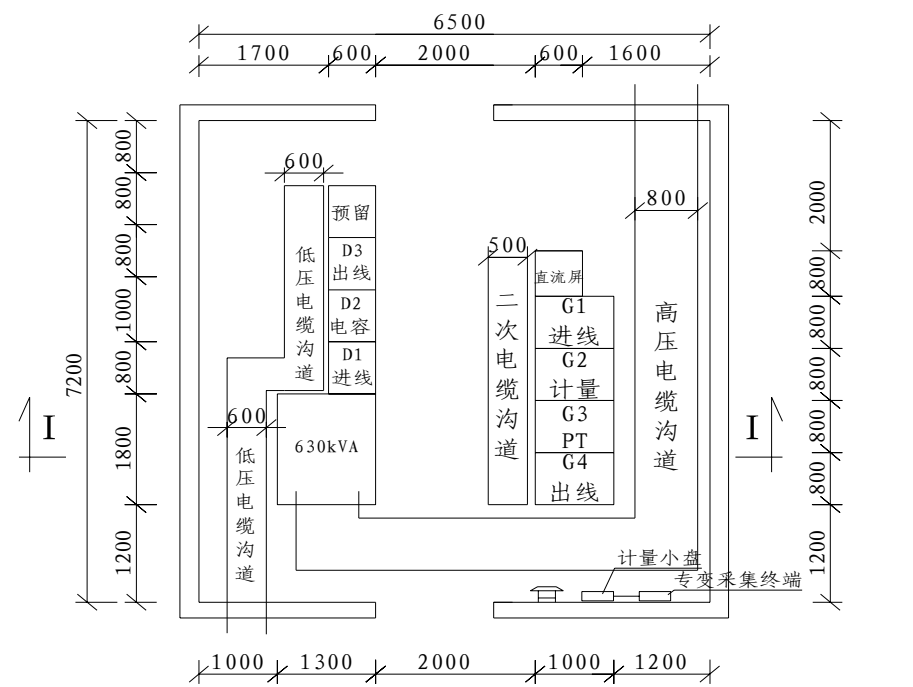 6500
1700
600
2000
600
1600
800
800
800
1000
800
1800
1200
7200
2000
800
800
800
800
800
1200
600
500
800
600
预留
D3
出线
D2
电容
D1
进线
630kVA
低压电缆沟道
低压电缆沟道
二次电缆沟道
直流屏
G1
进线
G2
计量
G3
PT
G4
出线
高压电缆沟道
I
I
计量小盘
专变采集终端
1000
1300
2000
1000
1200